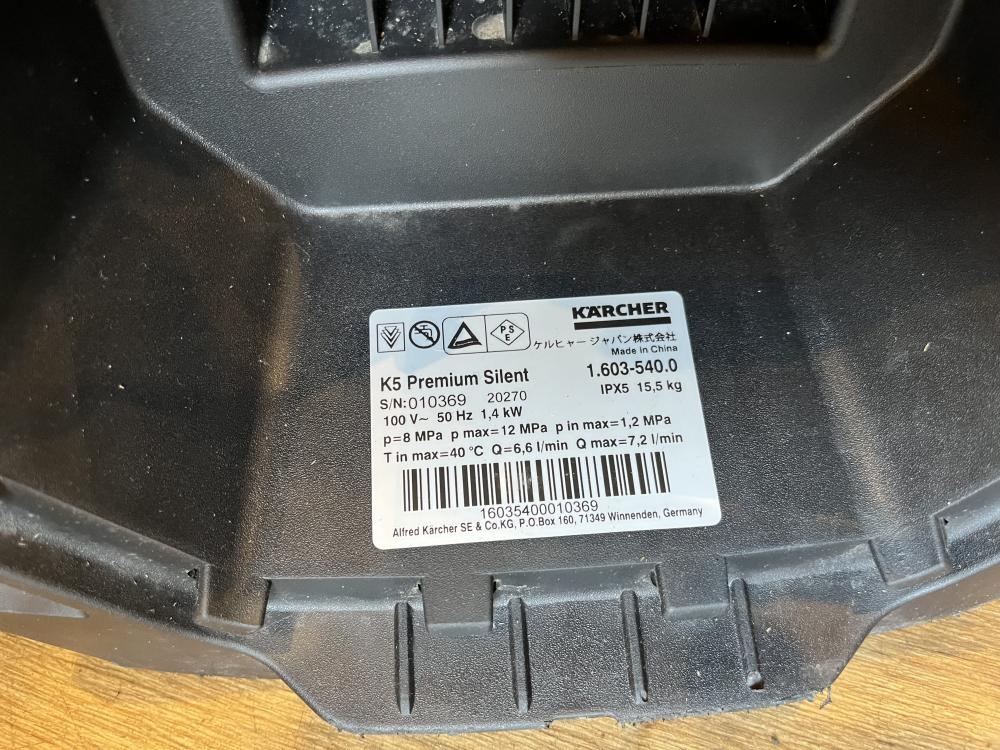 KÄRCHER
PSE
ケルヒャー ジャパン株式会社
Made in China
K5 Premium Silent 1.603-540.0
S/N:010369 20270 IPX5 15,5 kg
100 V~ 50 Hz 1,4 kW
p=8 MPa p max=12 MPa p in max=1,2 MPa
T in max=40 °C Q=6,6 l/min Q max=7,2 l/min
16035400010369
Alfred Kärcher SE & Co.KG, P.O.Box 160, 71349 Winnenden, Germany